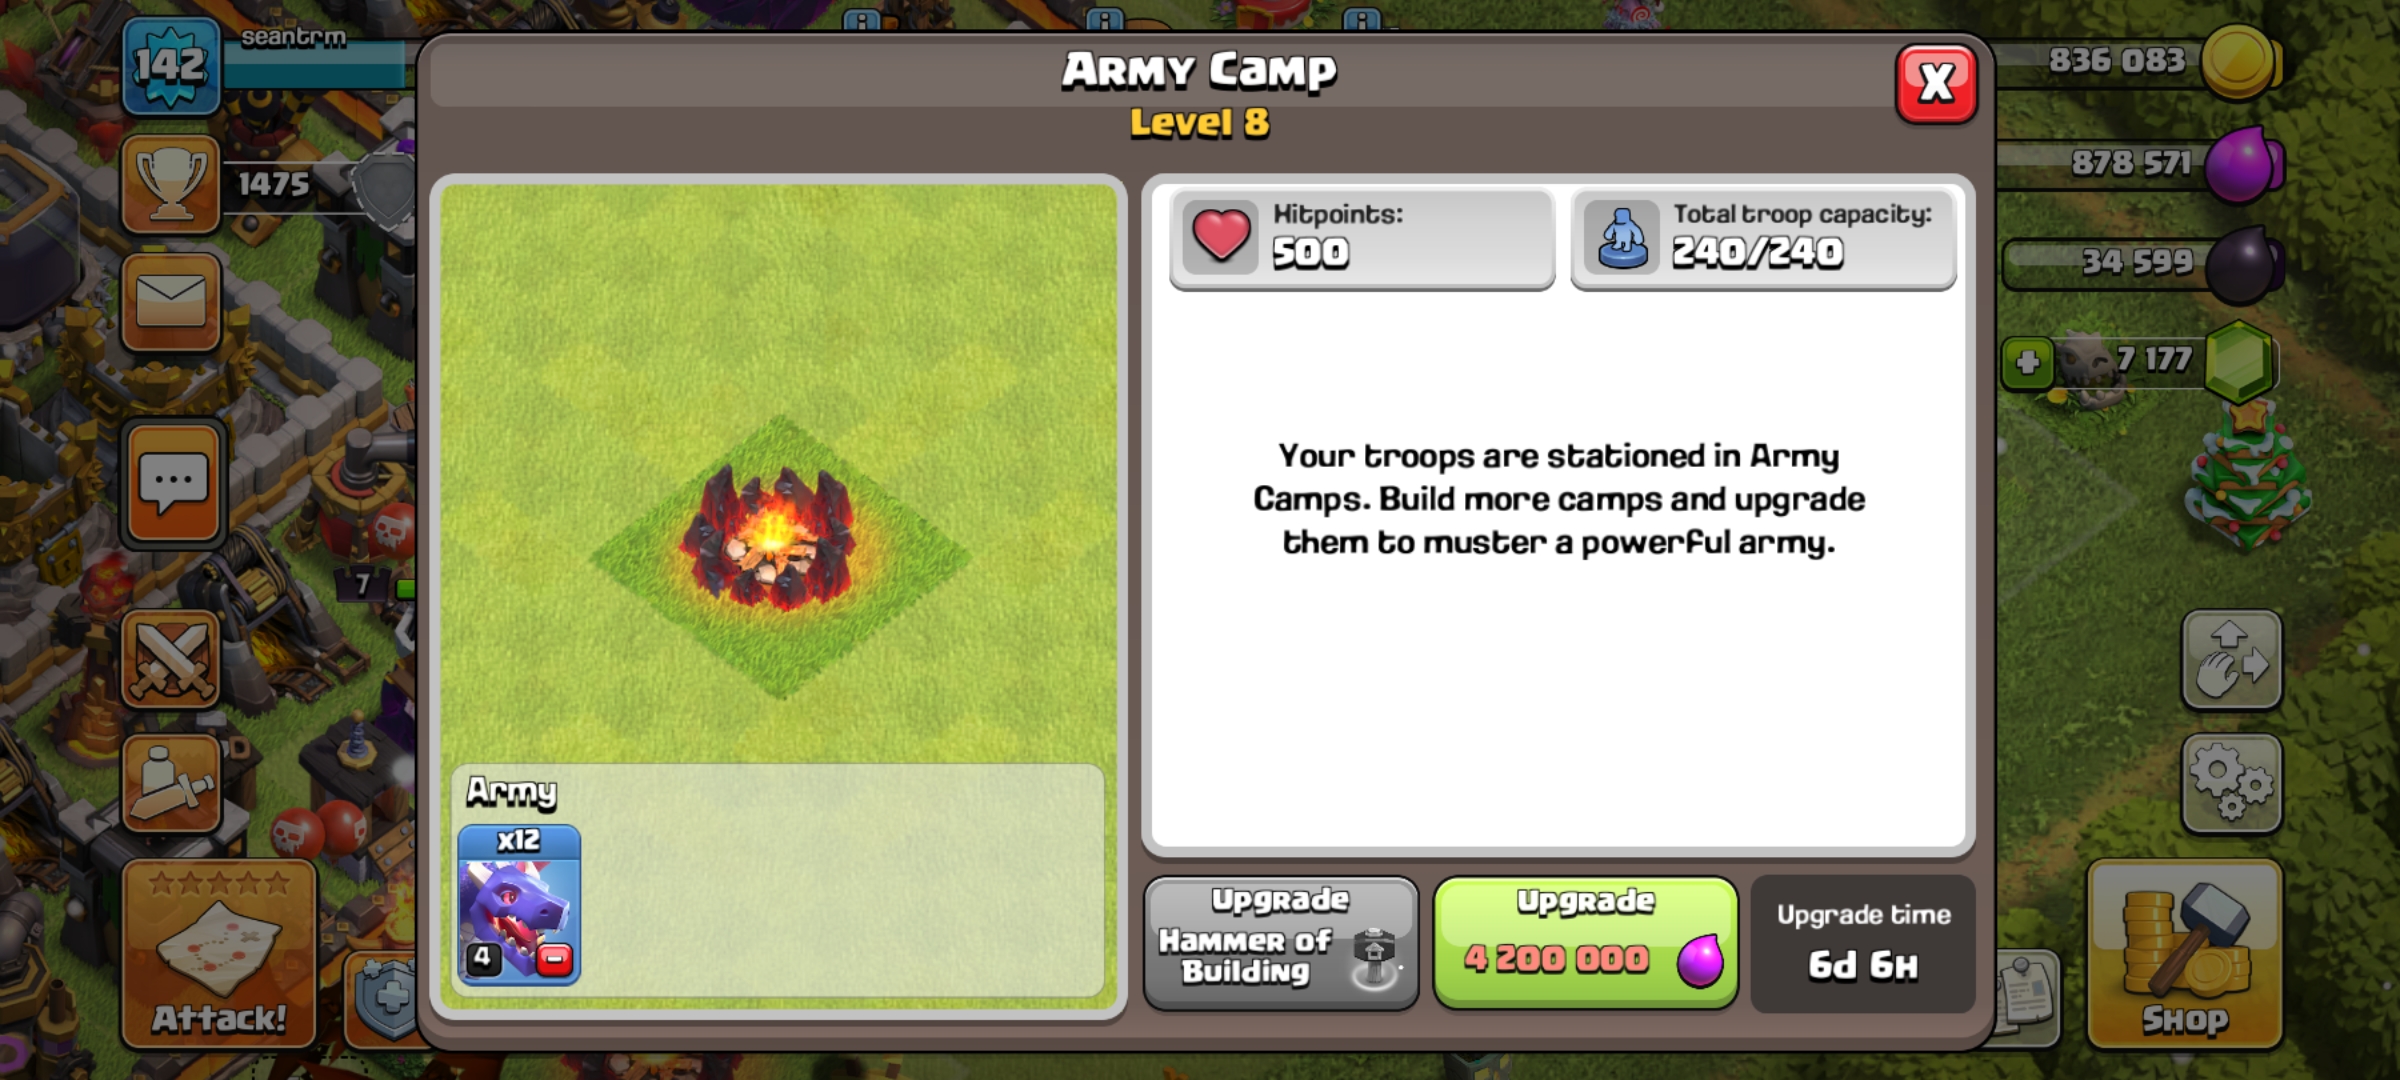 142
seantrm
1475
7
Attack!
Army Camp
Level 8
X
Hitpoints:
500
Total troop capacity:
240/240
Your troops are stationed in Army
Camps. Build more camps and upgrade
them to muster a powerful army.
Army
x12
4
Upgrade
Hammer of
Building
Upgrade
4 200 000
Upgrade time
6d 6H
836 083
878 571
34 599
7 177
Shop